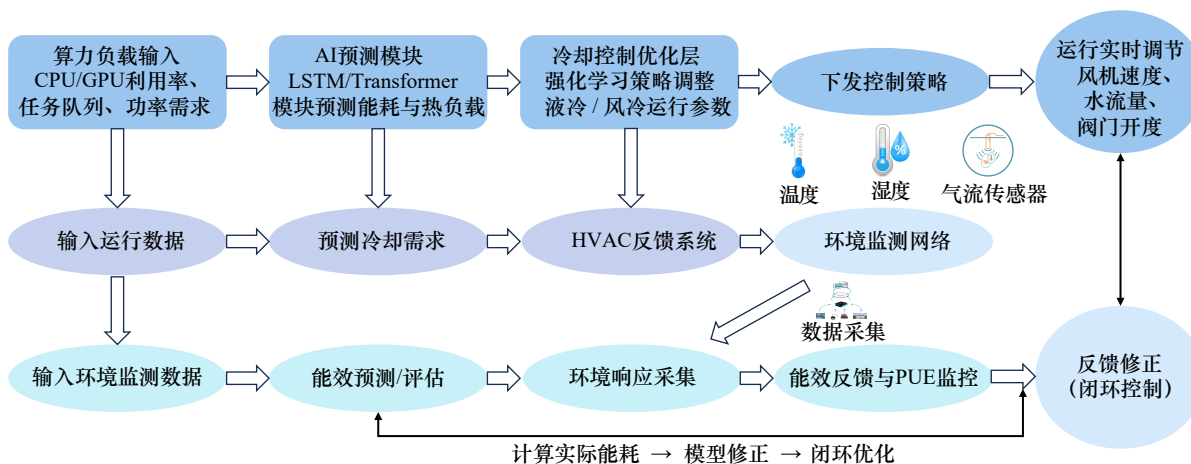 算力负载输入
CPU/GPU利用率、
任务队列、功率需求
AI预测模块
LSTM/Transformer
模块预测能耗与热负载
冷却控制优化层
强化学习策略调整
液冷 / 风冷运行参数
下发控制策略
运行实时调节
风机速度、
水流量、
阀门开度
%
温度
湿度
气流传感器
输入运行数据
预测冷却需求
HVAC反馈系统
环境监测网络
数据采集
输入环境监测数据
能效预测/评估
环境响应采集
能效反馈与PUE监控
反馈修正
（闭环控制）
计算实际能耗 → 模型修正 → 闭环优化